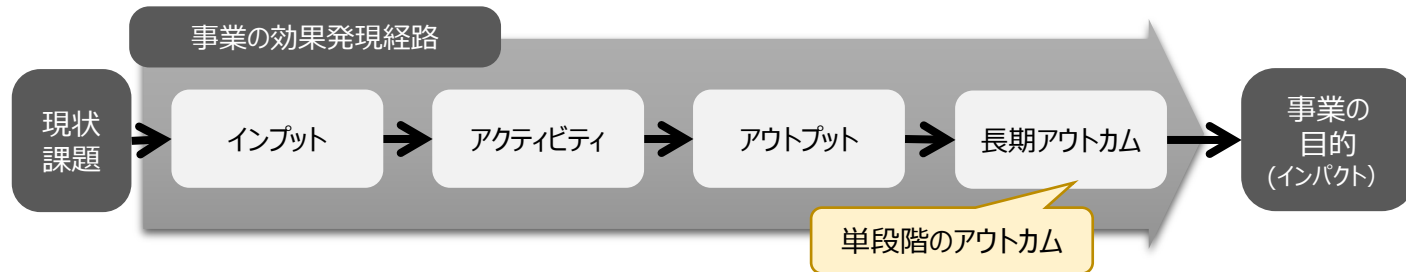 事業の効果発現経路
現状
課題
インプット
アクティビティ
アウトプット
長期アウトカム
単段階のアウトカム
事業の
目的
(インパクト)